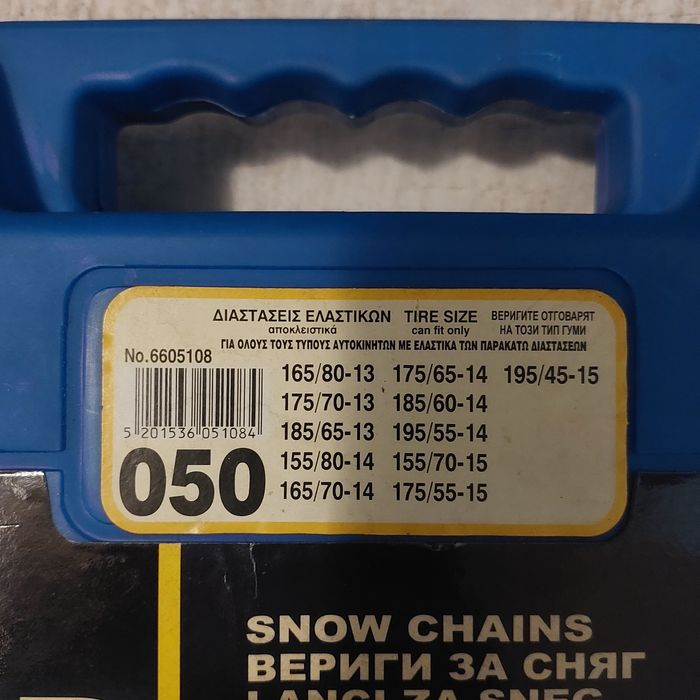 ΔΙΑΣΤΑΣΕΙΣ ΕΛΑΣΤΙΚΩΝ TIRE SIZE ВЕРИГИТЕ ОТГОВАРЯТ
αποκλειστικά can fit only НА ТОЗИ ТИП ГУМИ
ΓΙΑ ΟΛΟΥΣ ΤΟΥΣ ΤΥΠΟΥΣ ΑΥΤΟΚΙΝΗΤΩΝ ΜΕ ΕΛΑΣΤΙΚΑ ΤΩΝ ΠΑΡΑΚΑΤΩ ΔΙΑΣΤΑΣΕΩΝ
No.6605108
5 201536 051084
050
165/80-13 175/65-14 195/45-15
175/70-13 185/60-14
185/65-13 195/55-14
155/80-14 155/70-15
165/70-14 175/55-15
SNOW CHAINS
ВЕРИГИ ЗА СНЯГ